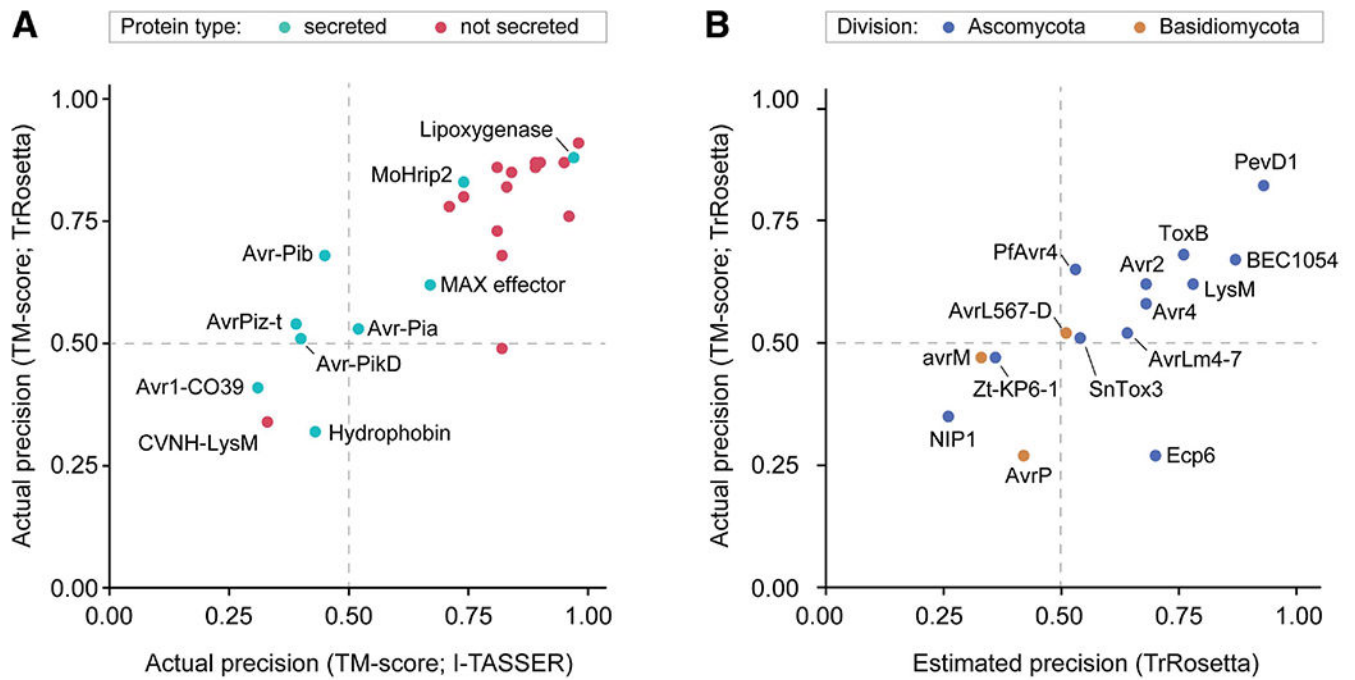 A
Protein type: secreted not secreted
Actual precision (TM-score; TrRosetta)
1.00
0.75
0.50
0.25
0.00
Lipoxygenase
MoHrip2
Avr-Pib
MAX effector
AvrPiz-t
Avr-Pia
Avr-PikD
Avr1-CO39
CVNH-LysM
Hydrophobin
0.00 0.25 0.50 0.75 1.00
Actual precision (TM-score; I-TASSER)
B
Division: Ascomycota Basidiomycota
Actual precision (TM-score; TrRosetta)
1.00
0.75
0.50
0.25
0.00
PevD1
ToxB
PfAvr4
Avr2
BEC1054
LysM
AvrL567-D
Avr4
avrM
AvrLm4-7
Zt-KP6-1
SnTox3
NIP1
AvrP
Ecp6
0.00 0.25 0.50 0.75 1.00
Estimated precision (TrRosetta)